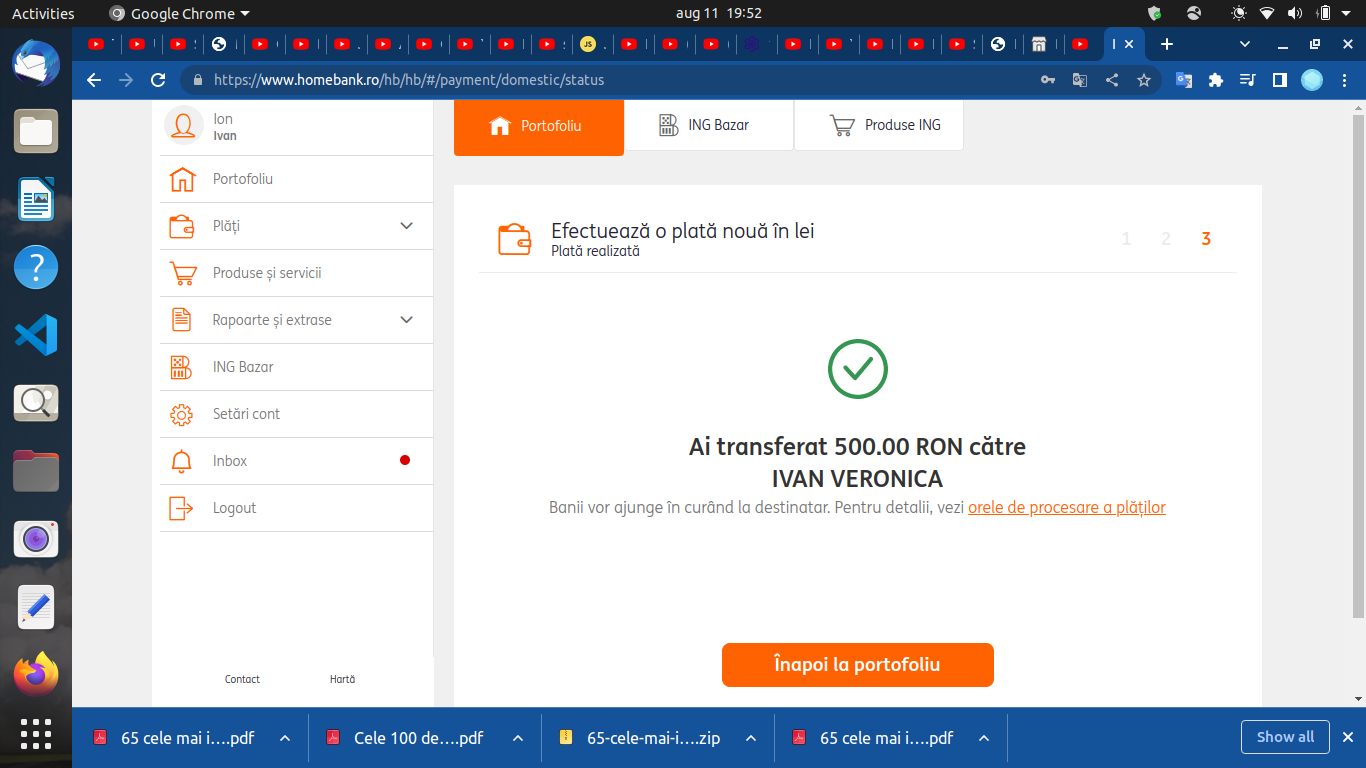 Activities
Google Chrome
aug 11 19:52
JS
https://www.homebank.ro/hb/hb/#/payment/domestic/status
Ion
Ivan
Portofoliu
Plăți
Produse și servicii
Rapoarte și extrase
ING Bazar
Setări cont
Inbox
Logout
Contact
Hartă
Portofoliu
ING Bazar
Produse ING
Efectuează o plată nouă în lei
Plată realizată
1 2 3
Ai transferat 500.00 RON către
IVAN VERONICA
Banii vor ajunge în curând la destinatar. Pentru detalii, vezi orele de procesare a plăților
Înapoi la portofoliu
65 cele mai i....pdf
Cele 100 de....pdf
65-cele-mai-i....zip
65 cele mai i....pdf
Show all